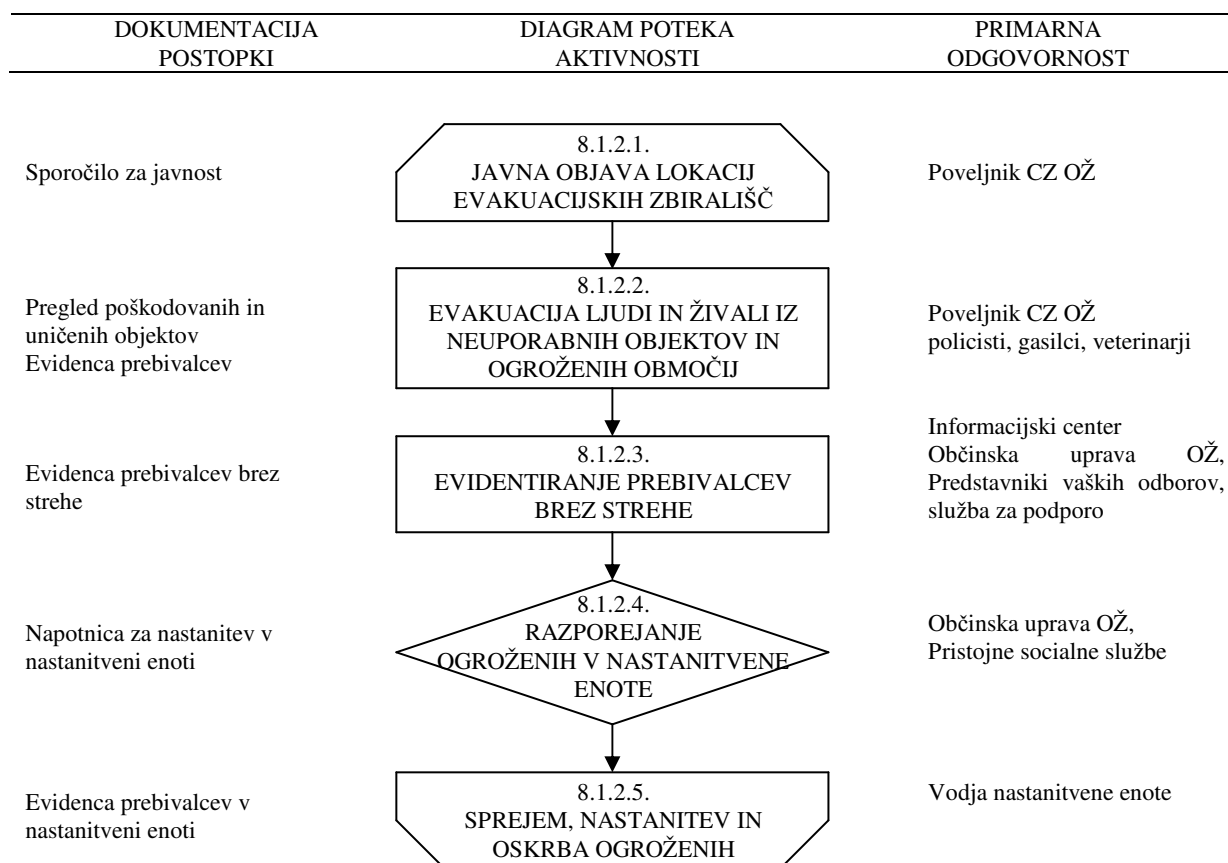 DOKUMENTACIJA
POSTOPKI
DIAGRAM POTEKA
AKTIVNOSTI
PRIMARNA
ODGOVORNOST
Sporočilo za javnost
8.1.2.1.
JAVNA OBJAVA LOKACIJ
EVAKUACIJSKIH ZBIRALIŠČ
Poveljnik CZ OŽ
Pregled poškodovanih in
uničenih objektov
Evidenca prebivalcev
8.1.2.2.
EVAKUACIJA LJUDI IN ŽIVALI IZ
NEUPORABNIH OBJEKTOV IN
OGROŽENIH OBMOČIJ
Poveljnik CZ OŽ
policisti, gasilci, veterinarji
Evidenca prebivalcev brez
strehe
8.1.2.3.
EVIDENTIRANJE PREBIVALCEV
BREZ STREHE
Informacijski center
Občinska uprava OŽ,
Predstavniki vaških odborov,
služba za podporo
Napotnica za nastanitev v
nastanitveni enoti
8.1.2.4.
RAZPOREJANJE
OGROŽENIH V NASTANITVENE
ENOTE
Občinska uprava OŽ,
Pristojne socialne službe
Evidenca prebivalcev v
nastanitveni enoti
8.1.2.5.
SPREJEM, NASTANITEV IN
OSKRBA OGROŽENIH
Vodja nastanitvene enote